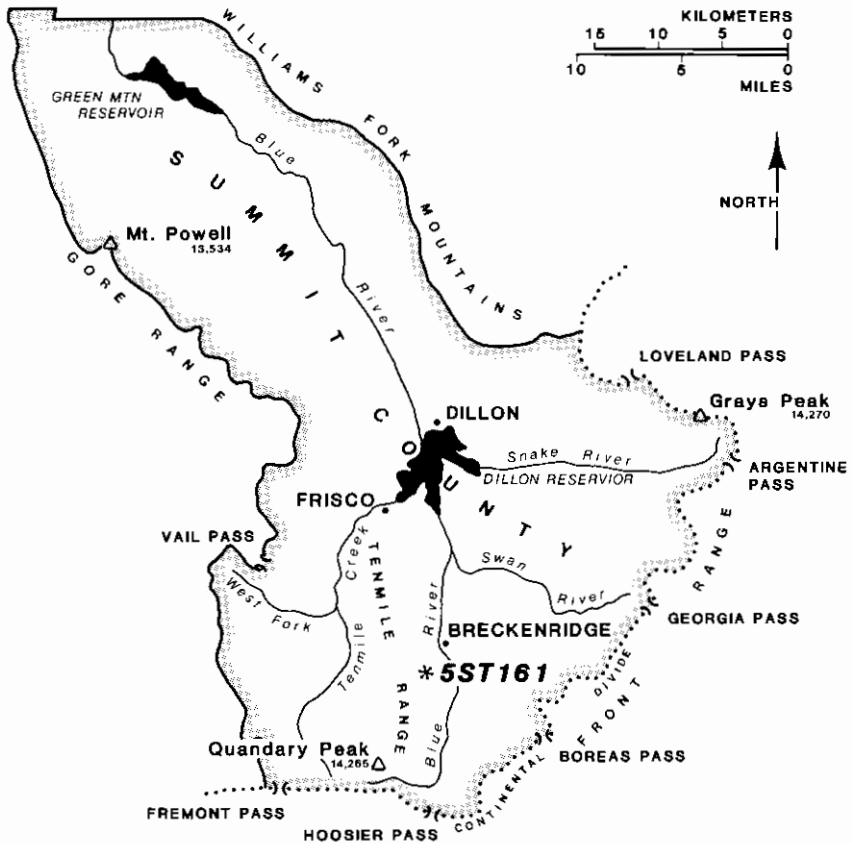 KILOMETERS
15 10 5 0
10 5 0
MILES
NORTH
WILLIAMS FORK MOUNTAINS
GREEN MTN
RESERVOIR
Blue River
SUMMIT COUNTY
Mt. Powell
13,534
GORE RANGE
LOVELAND PASS
Grays Peak
14,270
DILLON
Snake River
DILLON RESERVIOR
ARGENTINE
PASS
FRISCO
VAIL PASS
West Fork
Tenmile Creek
TENMILE RANGE
Swan River
GEORGIA PASS
BRECKENRIDGE
*5ST161
Blue River
Quandary Peak
14,265
CONTINENTAL DIVIDE
FRONT RANGE
BOREAS PASS
FREMONT PASS
HOOSIER PASS